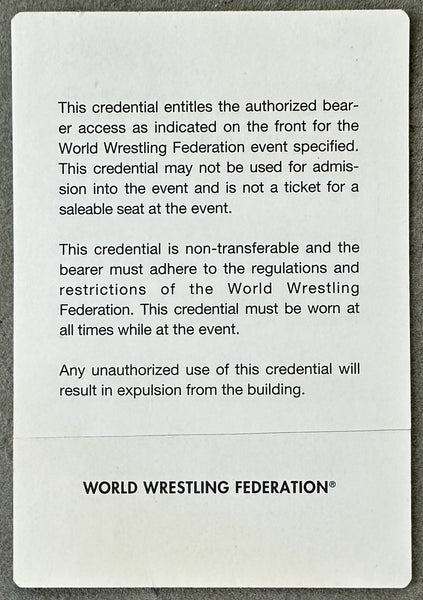 This credential entitles the authorized bear-
er access as indicated on the front for the
World Wrestling Federation event specified.
This credential may not be used for admis-
sion into the event and is not a ticket for a
saleable seat at the event.
This credential is non-transferable and the
bearer must adhere to the regulations and
restrictions of the World Wrestling
Federation. This credential must be worn at
all times while at the event.
Any unauthorized use of this credential will
result in expulsion from the building.
WORLD WRESTLING FEDERATION®